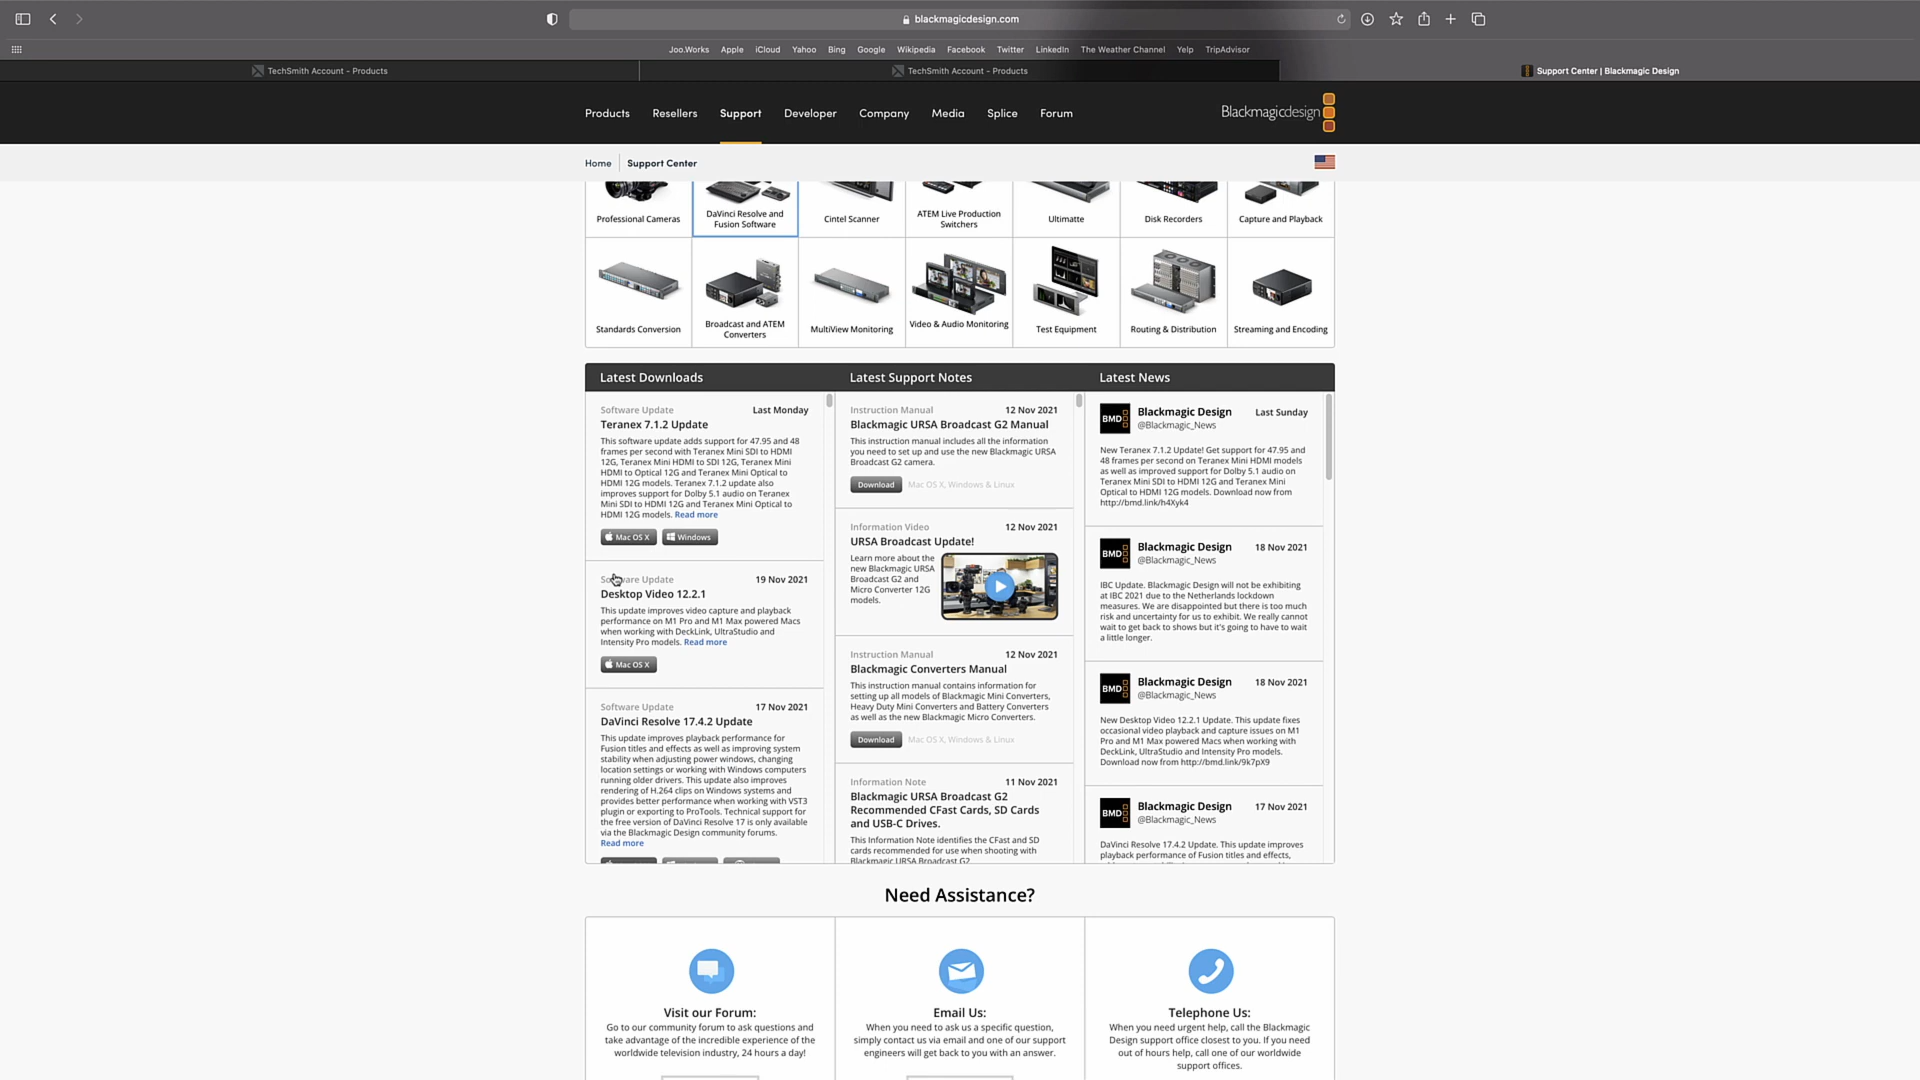 blackmagicdesign.com
Joo.Works Apple iCloud Yahoo Bing Google Wikipedia Facebook Twitter LinkedIn The Weather Channel Yelp TripAdvisor
TechSmith Account - Products
TechSmith Account - Products
Support Center | Blackmagic Design
Products Resellers Support Developer Company Media Splice Forum
Blackmagicdesign
Home Support Center
Professional Cameras
DaVinci Resolve and
Fusion Software
Cintel Scanner
ATEM Live Production
Switchers
Ultimatte
Disk Recorders
Capture and Playback
Standards Conversion
Broadcast and ATEM
Converters
MultiView Monitoring
Video & Audio Monitoring
Test Equipment
Routing & Distribution
Streaming and Encoding
Latest Downloads
Software Update Last Monday
Teranex 7.1.2 Update
This software update adds support for 47.95 and 48
frames per second with Teranex Mini SDI to HDMI
12G, Teranex Mini HDMI to SDI 12G, Teranex Mini
HDMI to Optical 12G and Teranex Mini Optical to
HDMI 12G models. Teranex 7.1.2 update also
improves support for Dolby 5.1 audio on Teranex
Mini SDI to HDMI 12G and Teranex Mini Optical to
HDMI 12G models. Read more
Mac OS X Windows
Software Update 19 Nov 2021
Desktop Video 12.2.1
This update improves video capture and playback
performance on M1 Pro and M1 Max powered Macs
when working with DeckLink, UltraStudio and
Intensity Pro models. Read more
Mac OS X
Software Update 17 Nov 2021
DaVinci Resolve 17.4.2 Update
This update improves playback performance for
Fusion titles and effects as well as improving system
stability when adjusting power windows, changing
location settings or working with Windows computers
running older drivers. This update also improves
rendering of H.264 clips on Windows systems and
provides better performance when working with VST3
plugin or exporting to ProTools. Technical support for
the free version of DaVinci Resolve 17 is only available
via the Blackmagic Design community forums.
Read more
Latest Support Notes
Instruction Manual 12 Nov 2021
Blackmagic URSA Broadcast G2 Manual
This instruction manual includes all the information
you need to set up and use the new Blackmagic URSA
Broadcast G2 camera.
Download Mac OS X, Windows & Linux
Information Video 12 Nov 2021
URSA Broadcast Update!
Learn more about the
new Blackmagic URSA
Broadcast G2 and
Micro Converter 12G
models.
Instruction Manual 12 Nov 2021
Blackmagic Converters Manual
This instruction manual contains information for
setting up all models of Blackmagic Mini Converters,
Heavy Duty Mini Converters and Battery Converters
as well as the new Blackmagic Micro Converters.
Download Mac OS X, Windows & Linux
Information Note 11 Nov 2021
Blackmagic URSA Broadcast G2
Recommended CFast Cards, SD Cards
and USB-C Drives.
This Information Note identifies the CFast and SD
cards recommended for use when shooting with
Blackmagic URSA Broadcast G2
Latest News
BMD Blackmagic Design Last Sunday
@Blackmagic_News
New Teranex 7.1.2 Update! Get support for 47.95 and
48 frames per second on Teranex Mini HDMI models
as well as improved support for Dolby 5.1 audio on
Teranex Mini SDI to HDMI 12G and Teranex Mini
Optical to HDMI 12G models. Download now from
http://bmd.link/h4Xyk4
BMD Blackmagic Design 18 Nov 2021
@Blackmagic_News
IBC Update. Blackmagic Design will not be exhibiting
at IBC 2021 due to the Netherlands lockdown
measures. We are disappointed but there is too much
risk and uncertainty for us to exhibit. We really cannot
wait to get back to shows but it's going to have to wait
a little longer.
BMD Blackmagic Design 18 Nov 2021
@Blackmagic_News
New Desktop Video 12.2.1 Update. This update fixes
occasional video playback and capture issues on M1
Pro and M1 Max powered Macs when working with
DeckLink, UltraStudio and Intensity Pro models.
Download now from http://bmd.link/9k7pX9
BMD Blackmagic Design 17 Nov 2021
@Blackmagic_News
DaVinci Resolve 17.4.2 Update. This update improves
playback performance of Fusion titles and effects,
Need Assistance?
Visit our Forum:
Go to our community forum to ask questions and
take advantage of the incredible experience of the
worldwide television industry, 24 hours a day!
Email Us:
When you need to ask us a specific question,
simply contact us via email and one of our support
engineers will get back to you with an answer.
Telephone Us:
When you need urgent help, call the Blackmagic
Design support office closest to you. If you need
out of hours help, call one of our worldwide
support offices.